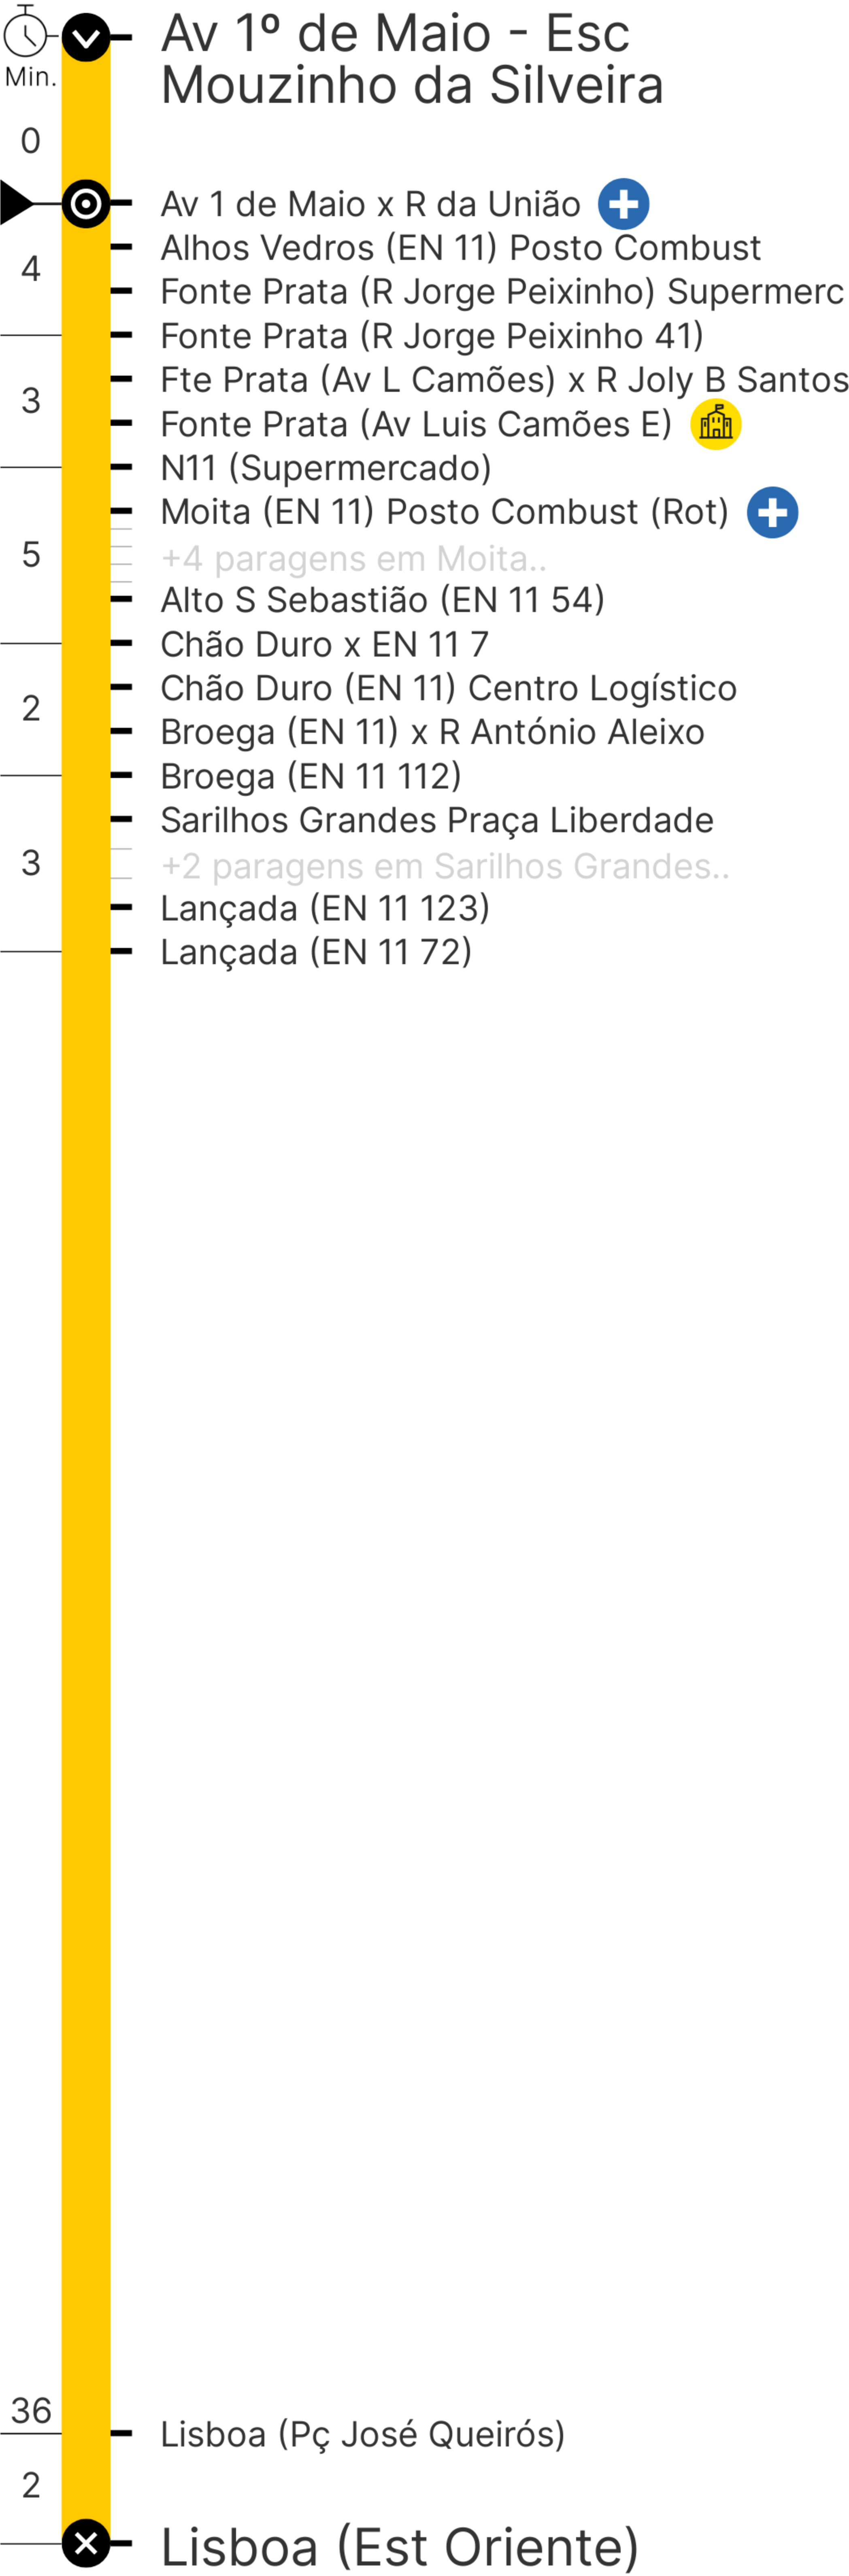 Av 1º de Maio - Esc
Mouzinho da Silveira
Min.
0
Av 1 de Maio x R da União
Alhos Vedros (EN 11) Posto Combust
4
Fonte Prata (R Jorge Peixinho) Supermerc
Fonte Prata (R Jorge Peixinho 41)
Fte Prata (Av L Camões) x R Joly B Santos
3
Fonte Prata (Av Luis Camões E)
N11 (Supermercado)
Moita (EN 11) Posto Combust (Rot)
5
+4 paragens em Moita..
Alto S Sebastião (EN 11 54)
Chão Duro x EN 11 7
Chão Duro (EN 11) Centro Logístico
2
Broega (EN 11) x R António Aleixo
Broega (EN 11 112)
Sarilhos Grandes Praça Liberdade
3
+2 paragens em Sarilhos Grandes..
Lançada (EN 11 123)
Lançada (EN 11 72)
36
Lisboa (Pç José Queirós)
2
Lisboa (Est Oriente)